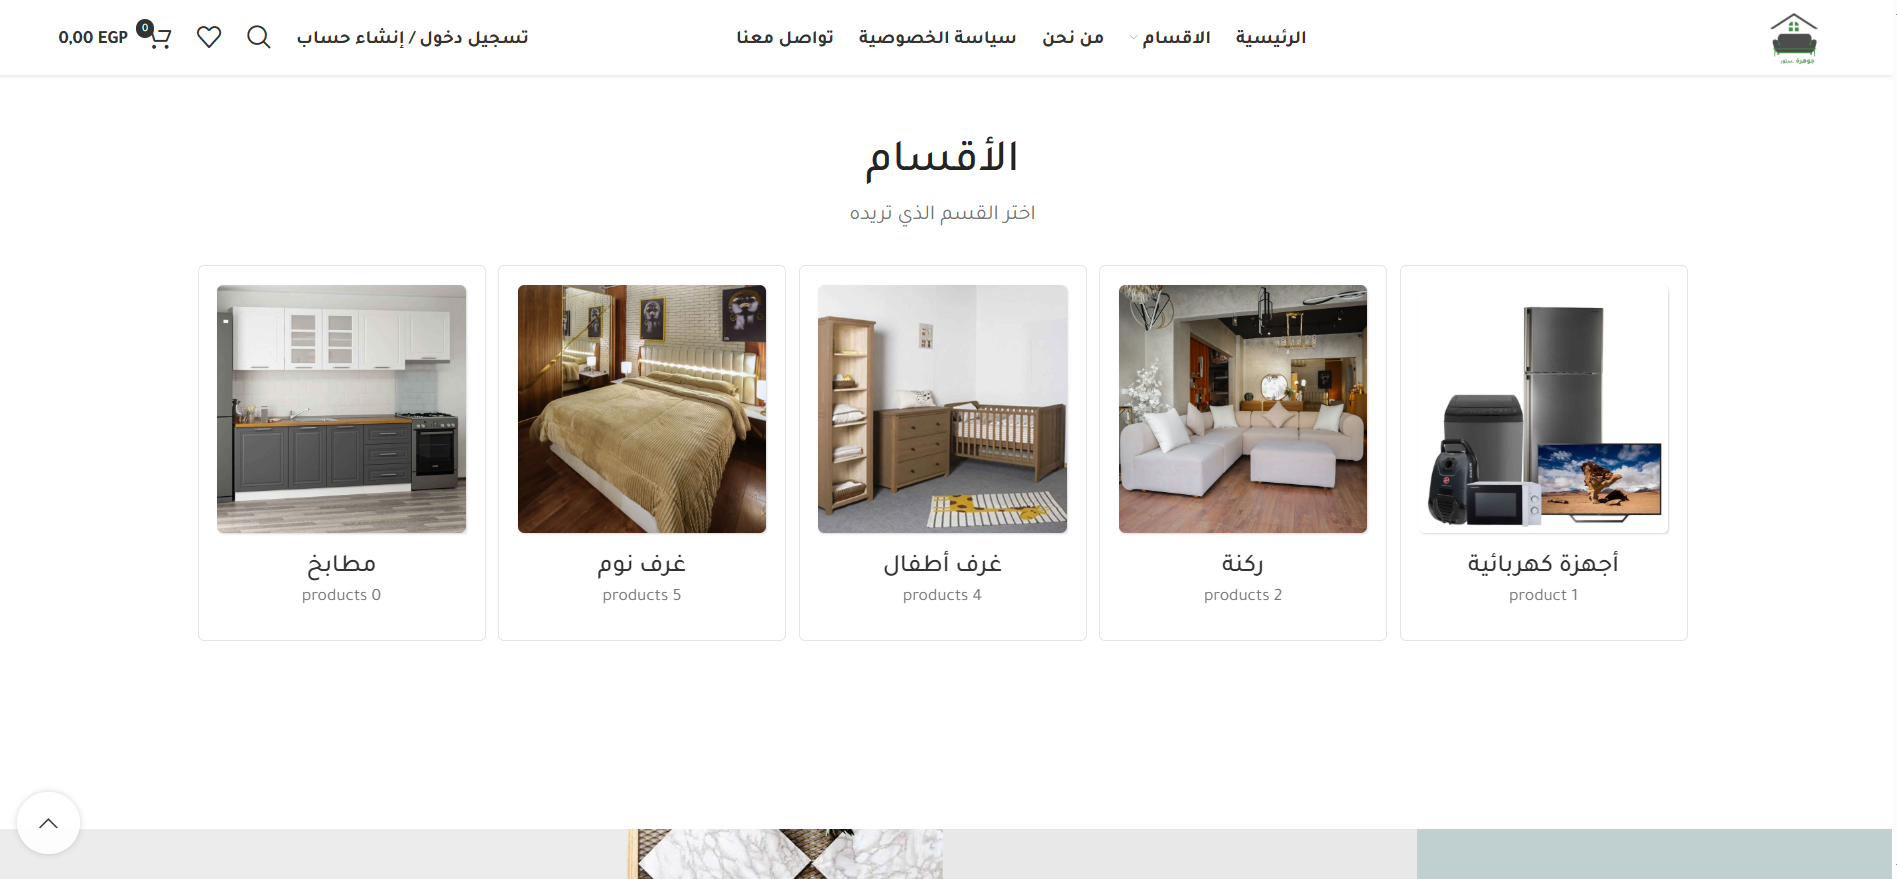 جوهرة ستور
الرئيسية
الاقسام
من نحن
سياسة الخصوصية
تواصل معنا
تسجيل دخول / إنشاء حساب
0
0,00 EGP
الأقسام
اختر القسم الذي تريده
أجهزة كهربائية
product 1
ركنة
products 2
غرف أطفال
products 4
غرف نوم
products 5
مطابخ
products 0